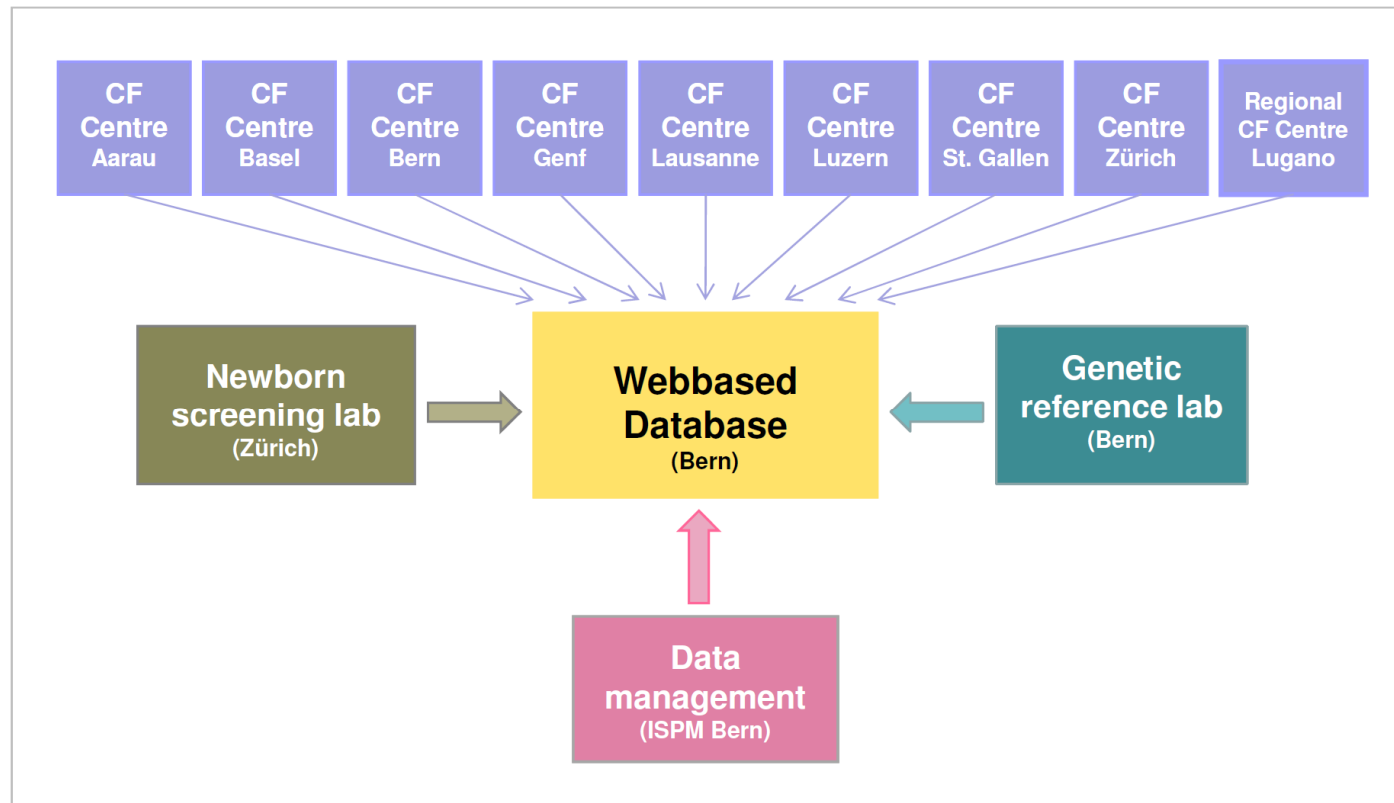 CF
Centre
Aarau
CF
Centre
Basel
CF
Centre
Bern
CF
Centre
Genf
CF
Centre
Lausanne
CF
Centre
Luzern
CF
Centre
St. Gallen
CF
Centre
Zürich
Regional
CF Centre
Lugano
Newborn
screening lab
(Zürich)
Webbased
Database
(Bern)
Genetic
reference lab
(Bern)
Data
management
(ISPM Bern)